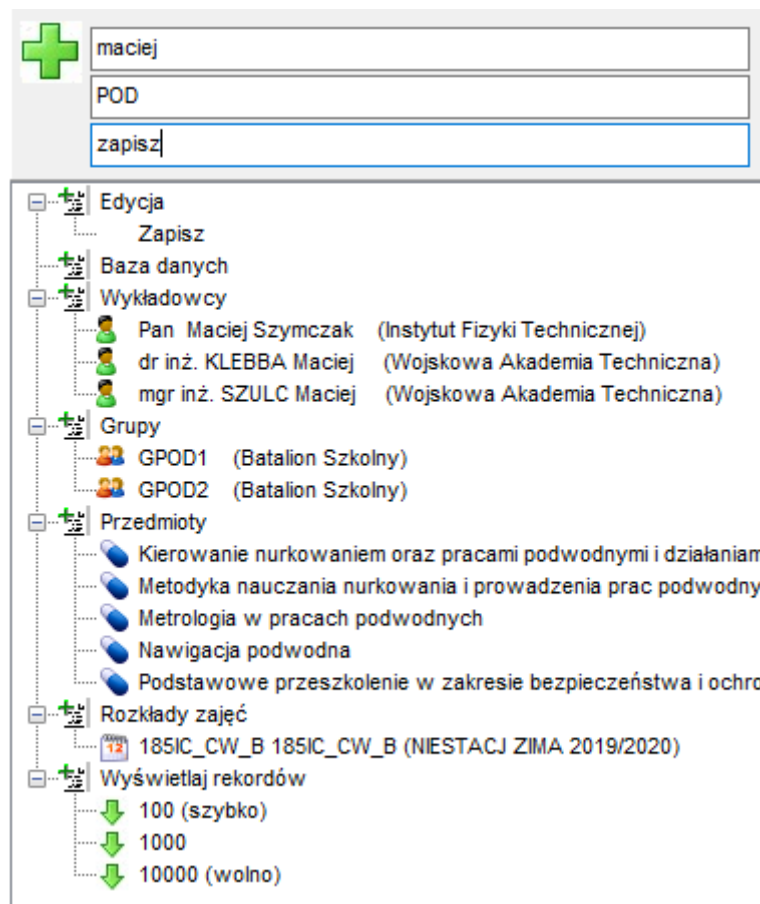 maciej
POD
zapisz
Edycja
Zapisz
Baza danych
Wykładowcy
Pan Maciej Szymczak (Instytut Fizyki Technicznej)
dr inż. KLEBBA Maciej (Wojskowa Akademia Techniczna)
mgr inż. SZULC Maciej (Wojskowa Akademia Techniczna)
Grupy
GPOD1 (Batalion Szkolny)
GPOD2 (Batalion Szkolny)
Przedmioty
Kierowanie nurkowaniem oraz pracami podwodnymi i działaniam
Metodyka nauczania nurkowania i prowadzenia prac podwodny
Metrologia w pracach podwodnych
Nawigacja podwodna
Podstawowe przeszkolenie w zakresie bezpieczeństwa i ochro
Rozkłady zajęć
12 185IC_CW_B 185IC_CW_B (NIESTACJ ZIMA 2019/2020)
Wyświetlaj rekordów
100 (szybko)
1000
10000 (wolno)